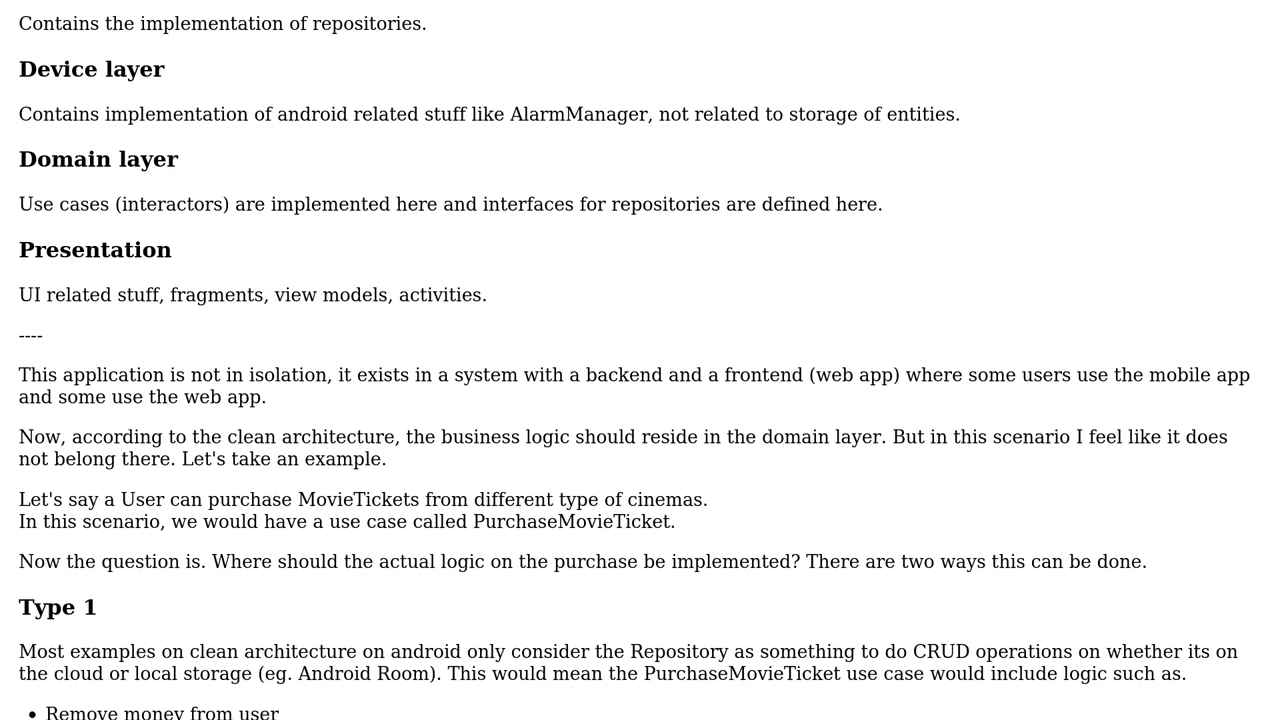 Contains the implementation of repositories.
Device layer
Contains implementation of android related stuff like AlarmManager, not related to storage of entities.
Domain layer
Use cases (interactors) are implemented here and interfaces for repositories are defined here.
Presentation
UI related stuff, fragments, view models, activities.
----
This application is not in isolation, it exists in a system with a backend and a frontend (web app) where some users use the mobile app
and some use the web app.
Now, according to the clean architecture, the business logic should reside in the domain layer. But in this scenario I feel like it does
not belong there. Let's take an example.
Let's say a User can purchase MovieTickets from different type of cinemas.
In this scenario, we would have a use case called PurchaseMovieTicket.
Now the question is. Where should the actual logic on the purchase be implemented? There are two ways this can be done.
Type 1
Most examples on clean architecture on android only consider the Repository as something to do CRUD operations on whether its on
the cloud or local storage (eg. Android Room). This would mean the PurchaseMovieTicket use case would include logic such as.
• Remove money from user